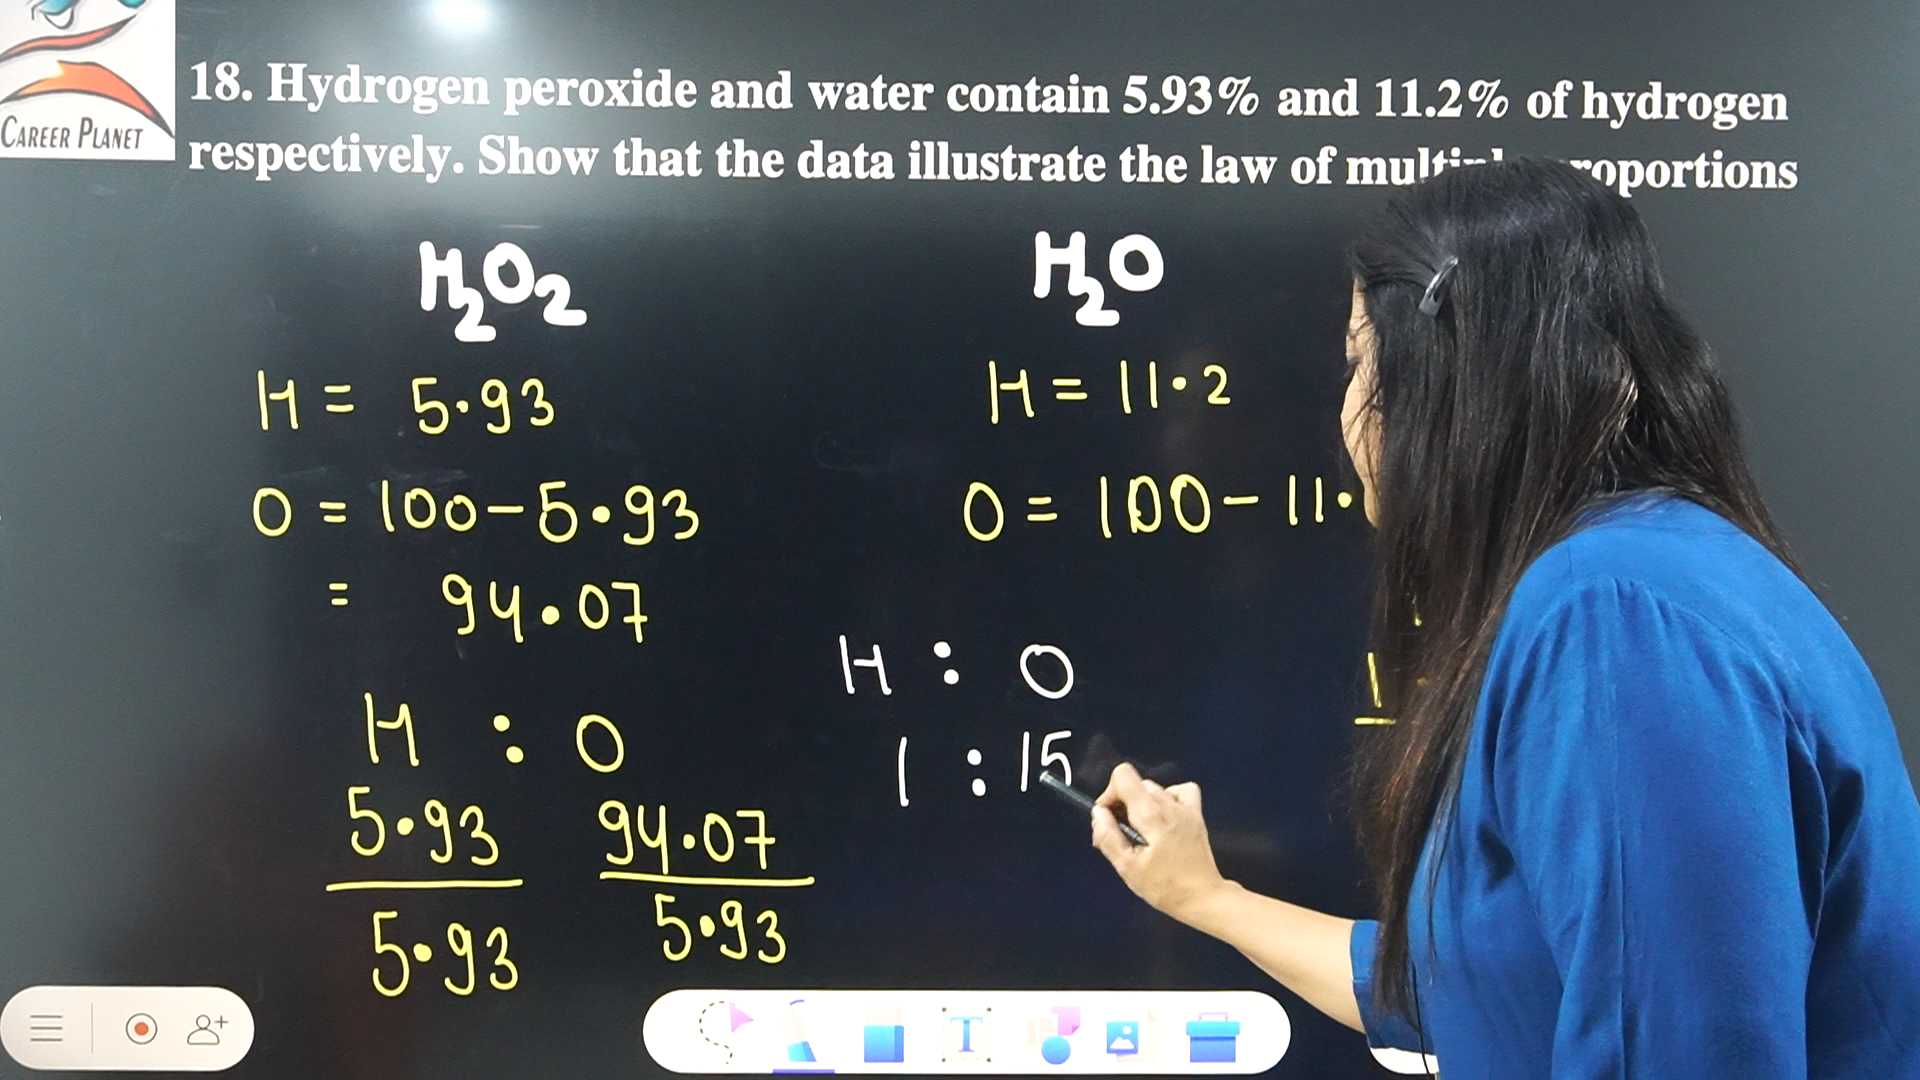 CAREER PLANET
18. Hydrogen peroxide and water contain 5.93% and 11.2% of hydrogen
respectively. Show that the data illustrate the law of
H₂O₂
H₂O
H = 5.93
H = 11.2
O = 100 - 5.93
O = 100 - 11.
= 94.07
H : O
1 : 15
H : O
5.93 94.07
5.93 5.93
T